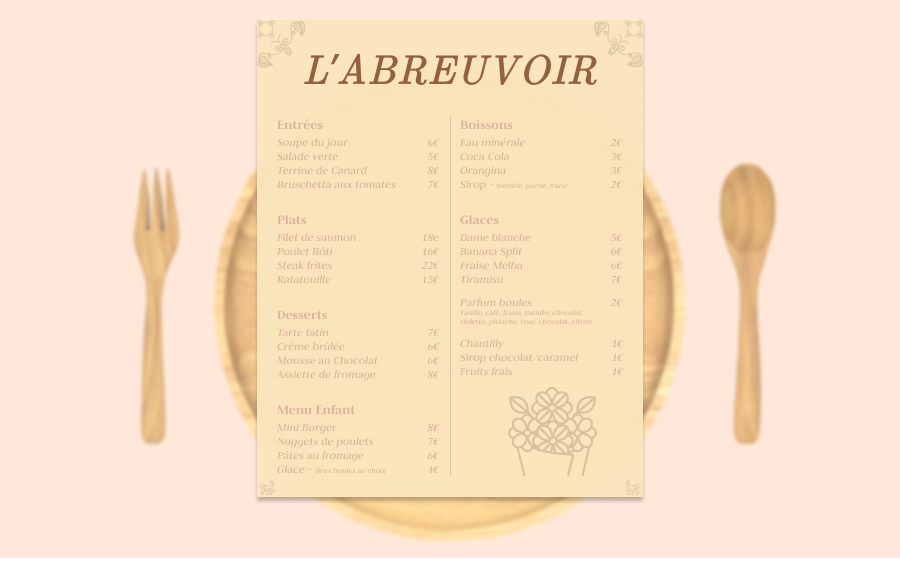 L'ABREUVOIR
Entrées
Soupe du jour 6€
Salade verte 5€
Terrine de Canard 8€
Bruschetta aux tomates 7€
Plats
Filet de saumon 18e
Poulet Rôti 16€
Steak frites 22€
Ratatouille 15€
Desserts
Tarte tatin 7€
Crème brûlée 6€
Mousse au Chocolat 6€
Assiette de fromage 8€
Menu Enfant
Mini Burger 8€
Nuggets de poulets 7€
Pâtes au fromage 6€
Glace - deux boules au choix 4€
Boissons
Eau minérale 2€
Coca Cola 3€
Orangina 3€
Sirop - menthe, pêche, fraise 2€
Glaces
Dame blanche 5€
Banana Split 6€
Fraise Melba 6€
Tiramisu 7€
Parfum boules 2€
Vanille, café, fraise, menthe chocolat,
violette, pistache, rose, chocolat, citron
Chantilly 1€
Sirop chocolat/caramel 1€
Fruits frais 1€